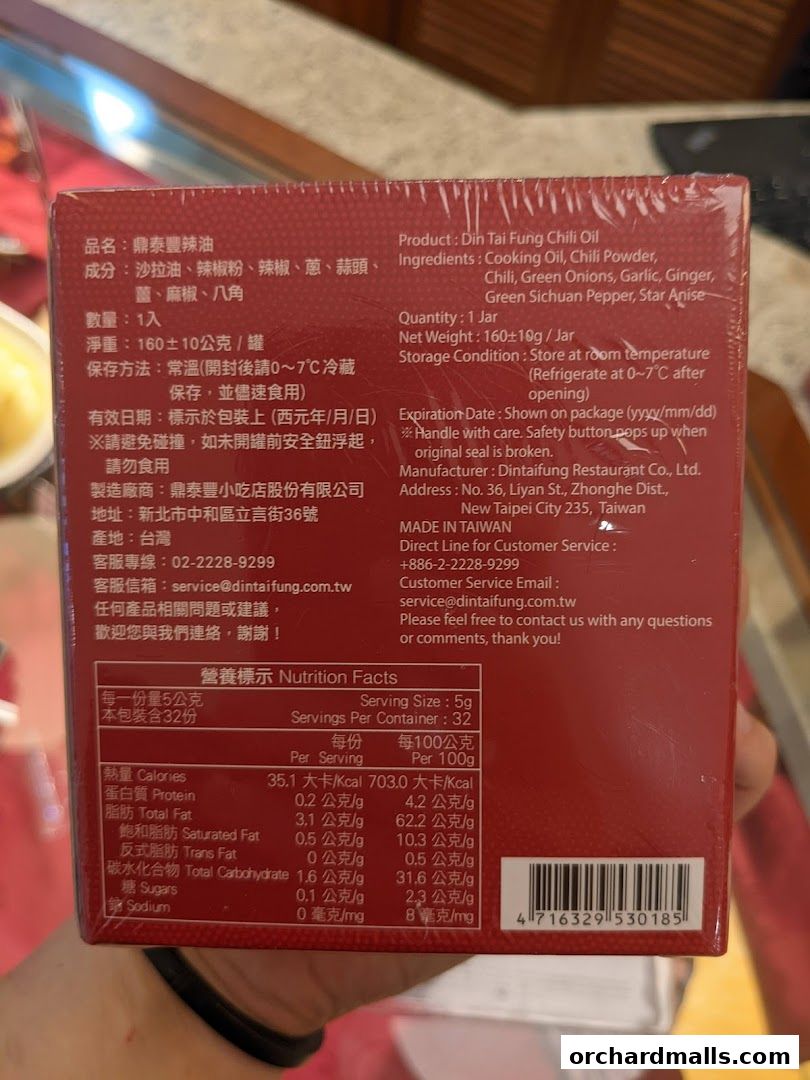 品名：鼎泰豐辣油
成分：沙拉油、辣椒粉、辣椒、蔥、蒜頭、
薑、麻椒、八角
數量：1入
淨重：160±10公克 / 罐
保存方法：常溫(開封後請0～7℃冷藏
保存，並儘速食用)
有效日期：標示於包裝上 (西元年/月/日)
※請避免碰撞，如未開罐前安全鈕浮起，
請勿食用
製造廠商：鼎泰豐小吃店股份有限公司
地址：新北市中和區立言街36號
產地：台灣
客服專線：02-2228-9299
客服信箱：service@dintaifung.com.tw
任何產品相關問題或建議，
歡迎您與我們連絡，謝謝！
Product : Din Tai Fung Chili Oil
Ingredients : Cooking Oil, Chili Powder,
Chili, Green Onions, Garlic, Ginger,
Green Sichuan Pepper, Star Anise
Quantity : 1 Jar
Net Weight : 160±10g / Jar
Storage Condition : Store at room temperature
(Refrigerate at 0~7℃ after
opening)
Expiration Date : Shown on package (yyyy/mm/dd)
※Handle with care. Safety button pops up when
original seal is broken.
Manufacturer : Dintaifung Restaurant Co., Ltd.
Address : No. 36, Liyan St., Zhonghe Dist.,
New Taipei City 235, Taiwan
MADE IN TAIWAN
Direct Line for Customer Service :
+886-2-2228-9299
Customer Service Email :
service@dintaifung.com.tw
Please feel free to contact us with any questions
or comments, thank you!
營養標示 Nutrition Facts
每一份量5公克 Serving Size : 5g
本包裝含32份 Servings Per Container : 32
每份 每100公克
Per Serving Per 100g
熱量 Calories 35.1 大卡/Kcal 703.0 大卡/Kcal
蛋白質 Protein 0.2 公克/g 4.2 公克/g
脂肪 Total Fat 3.1 公克/g 62.2 公克/g
飽和脂肪 Saturated Fat 0.5 公克/g 10.3 公克/g
反式脂肪 Trans Fat 0 公克/g 0.5 公克/g
碳水化合物 Total Carbohydrate 1.6 公克/g 31.6 公克/g
糖 Sugars 0.1 公克/g 2.3 公克/g
鈉 Sodium 0 毫克/mg 8 毫克/mg
4 716329 530185
orchardmalls.com